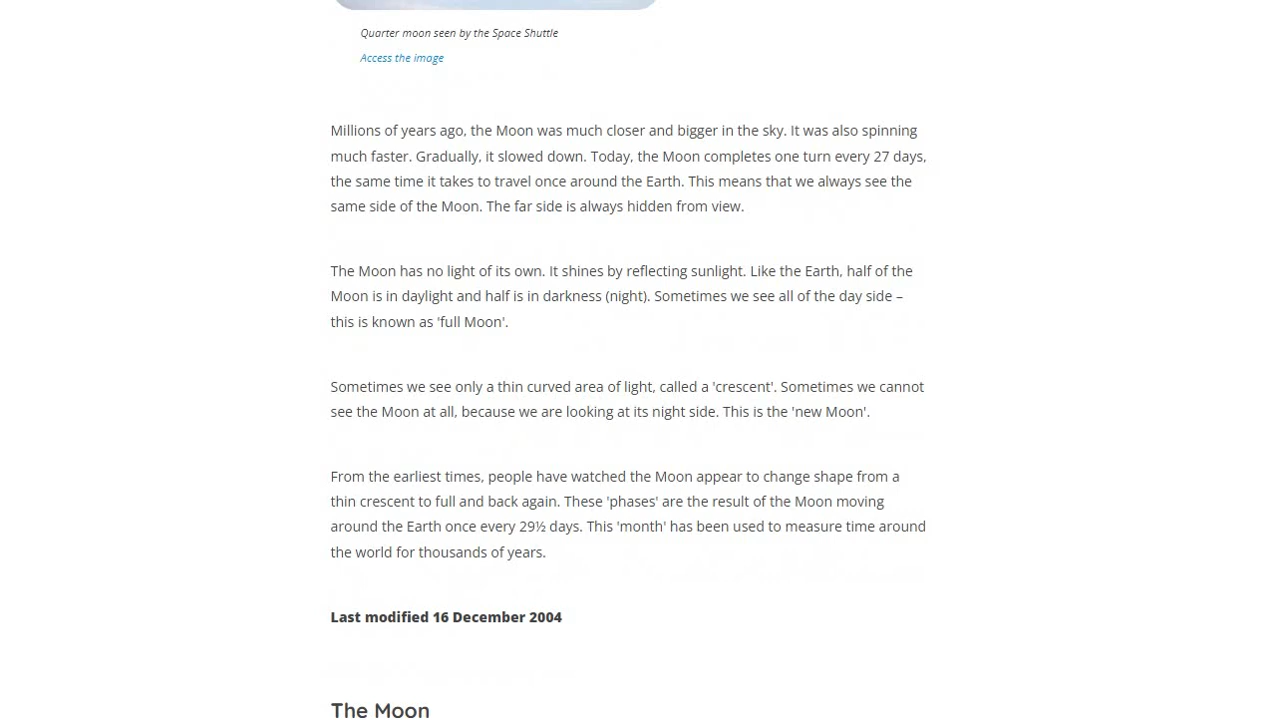 Quarter moon seen by the Space Shuttle
Access the image
Millions of years ago, the Moon was much closer and bigger in the sky. It was also spinning
much faster. Gradually, it slowed down. Today, the Moon completes one turn every 27 days,
the same time it takes to travel once around the Earth. This means that we always see the
same side of the Moon. The far side is always hidden from view.
The Moon has no light of its own. It shines by reflecting sunlight. Like the Earth, half of the
Moon is in daylight and half is in darkness (night). Sometimes we see all of the day side –
this is known as 'full Moon'.
Sometimes we see only a thin curved area of light, called a 'crescent'. Sometimes we cannot
see the Moon at all, because we are looking at its night side. This is the 'new Moon'.
From the earliest times, people have watched the Moon appear to change shape from a
thin crescent to full and back again. These 'phases' are the result of the Moon moving
around the Earth once every 29½ days. This 'month' has been used to measure time around
the world for thousands of years.
Last modified 16 December 2004
The Moon